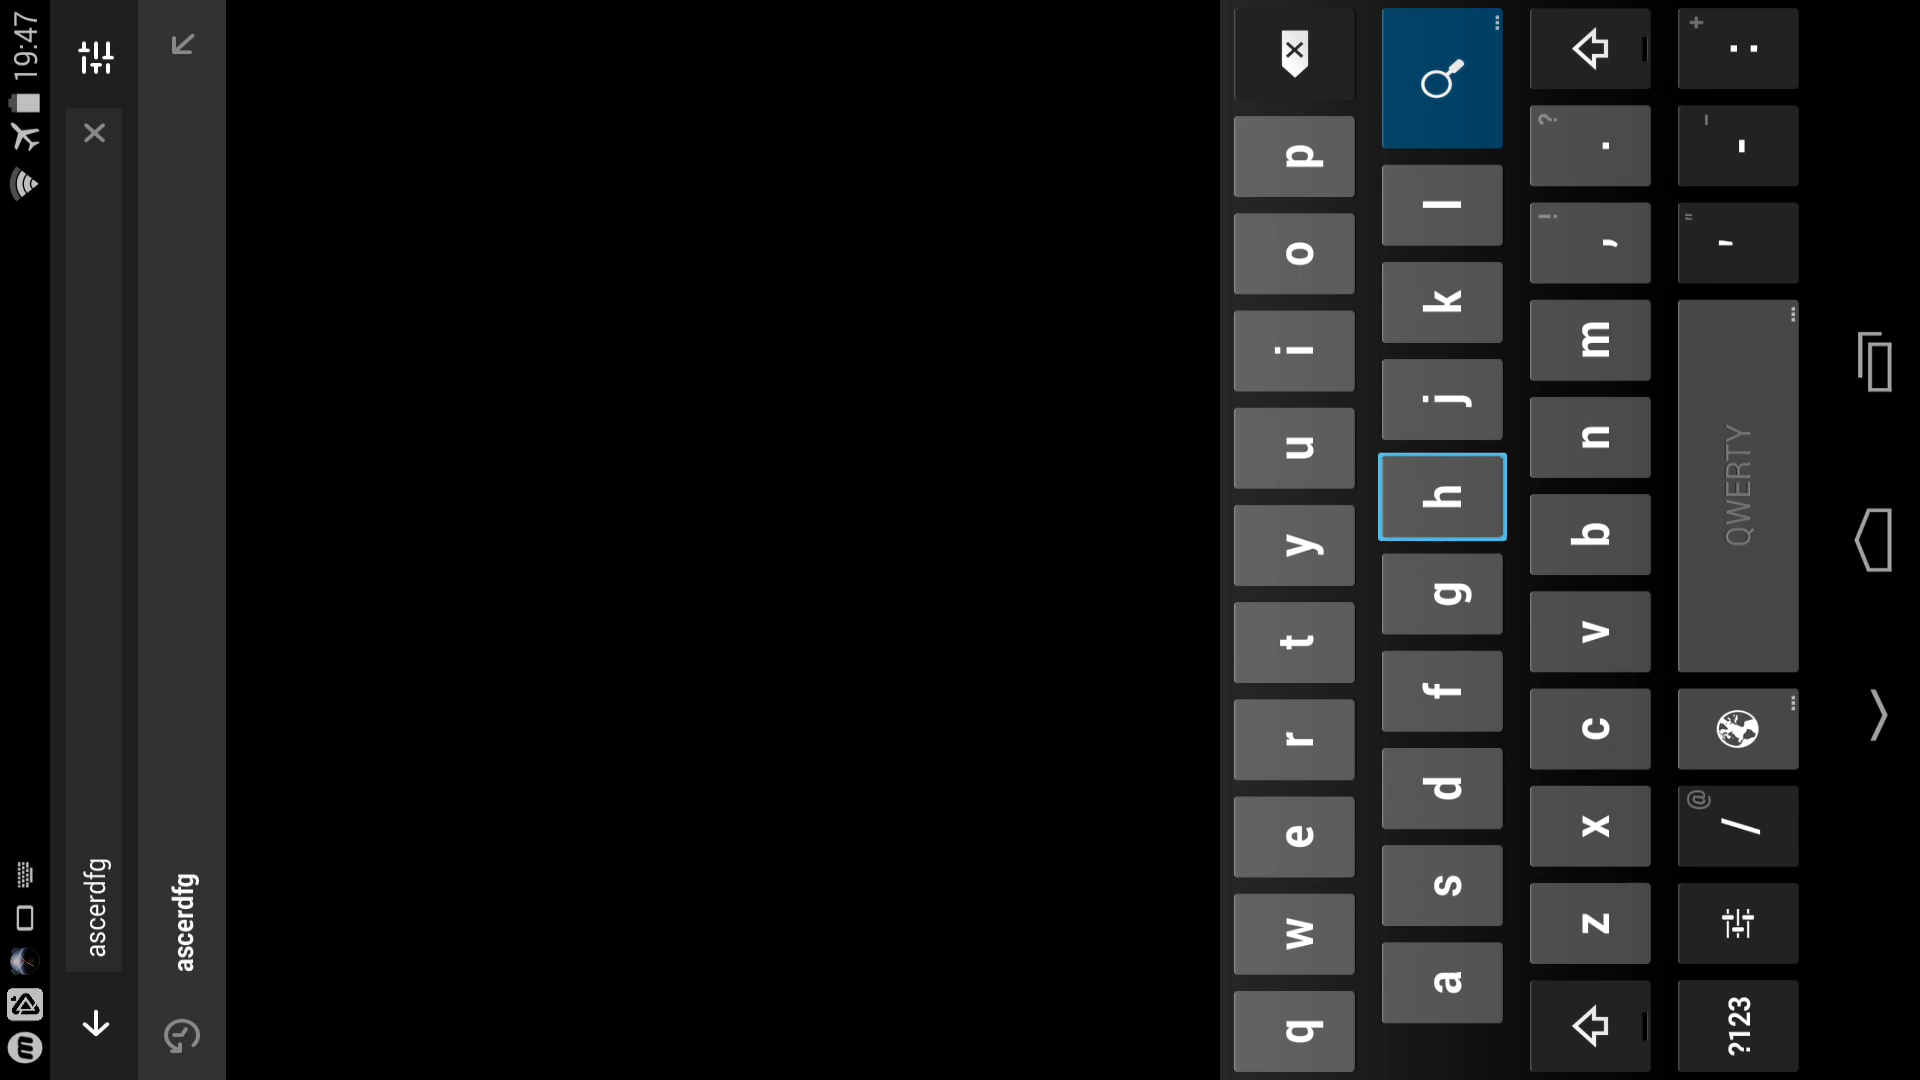 19:47
ascerdfg
ascerdfg
q w e r t y u i o p
a s d f g h j k l
z x c v b n m ! , ? .
?123 @ / QWERTY " ' _ - + :